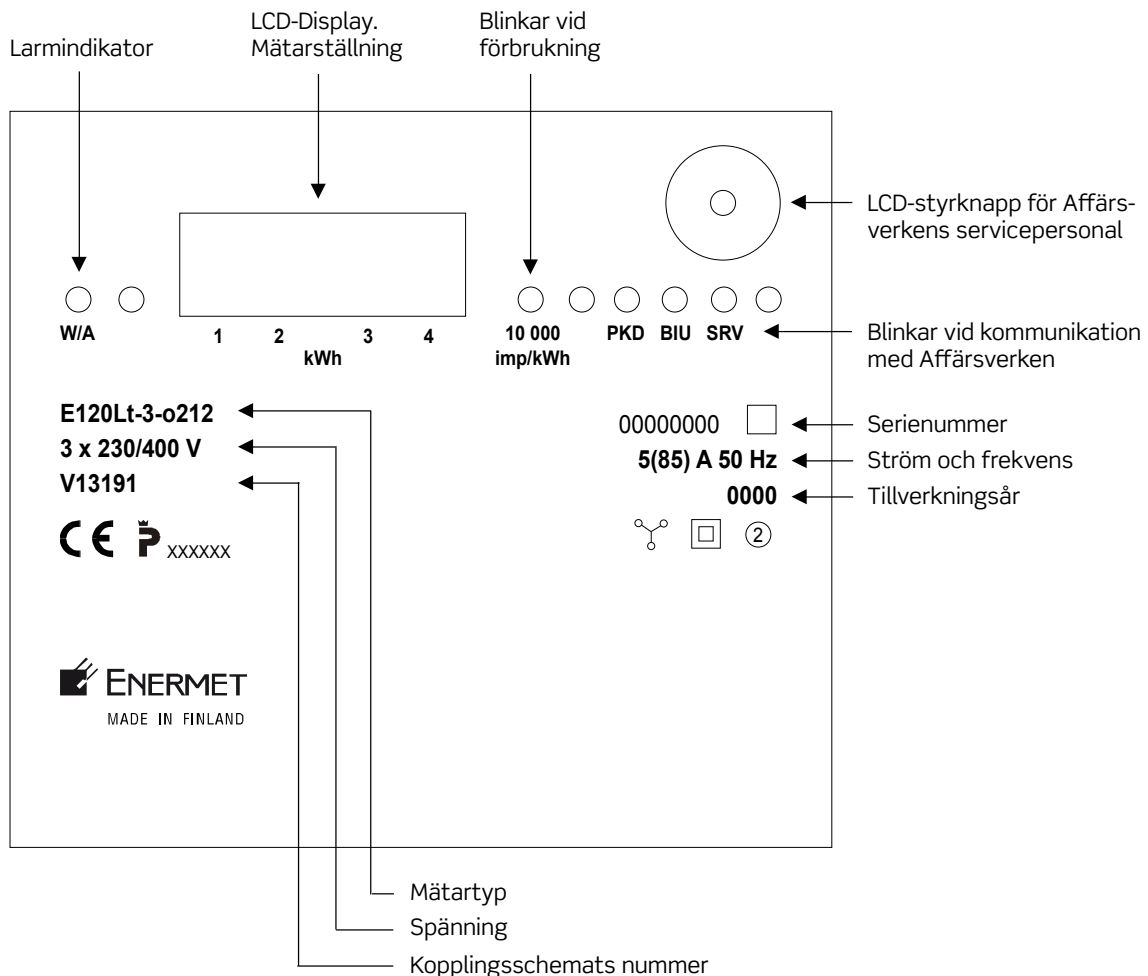 Larmindikator
LCD-Display.
Mätarställning
Blinkar vid
förbrukning
LCD-styrknapp för Affärs-
verkens servicepersonal
W/A
1 2 3 4
kWh
10 000
imp/kWh
PKD BIU SRV
Blinkar vid kommunikation
med Affärsverken
E120Lt-3-o212
3 x 230/400 V
V13191
CE P XXXXXX
00000000
Serienummer
5(85) A 50 Hz
Ström och frekvens
0000
Tillverkningsår
2
ENERMET
MADE IN FINLAND
Mätartyp
Spänning
Kopplingsschemats nummer